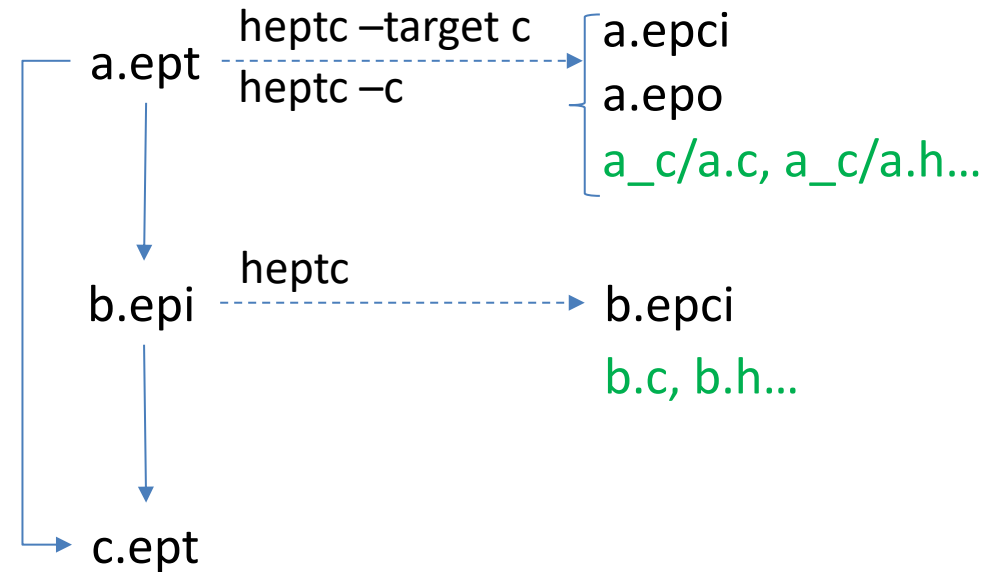 heptc –target c
a.ept
heptc –c
a.epci
a.epo
a_c/a.c, a_c/a.h...
heptc
b.epi
b.epci
b.c, b.h...
c.ept